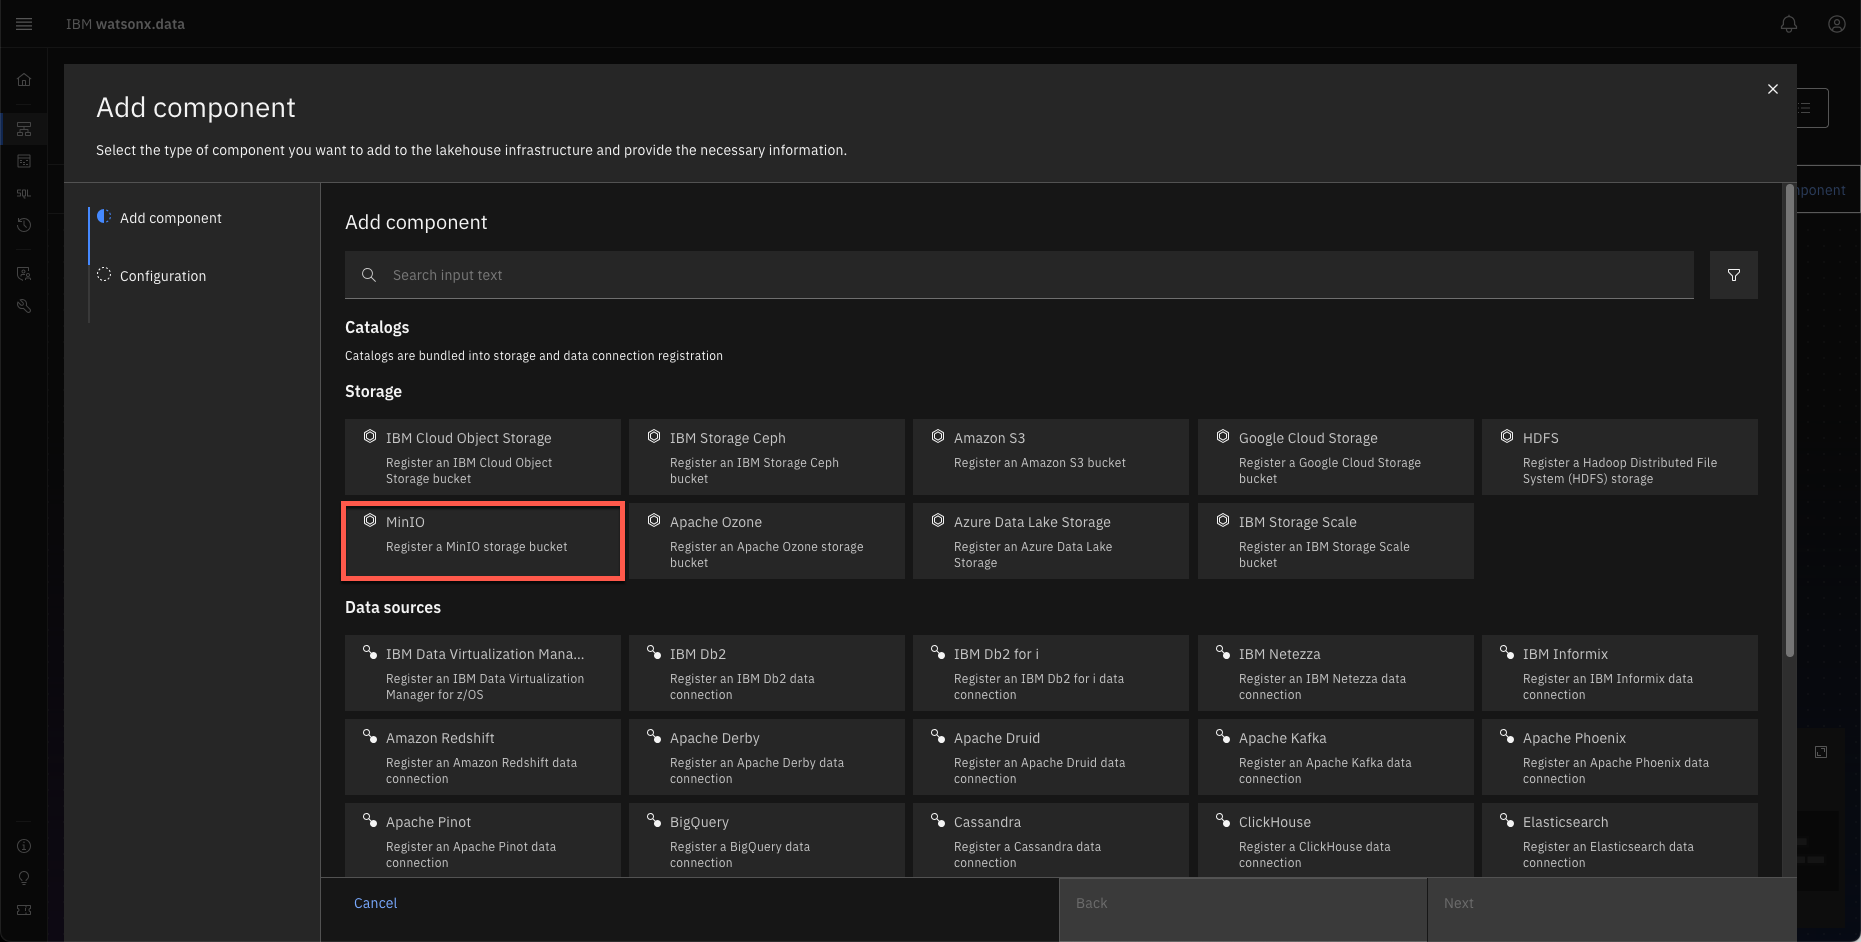 IBM watsonx.data
Add component
Select the type of component you want to add to the lakehouse infrastructure and provide the necessary information.
Add component
Configuration
SQL
Add component
Search input text
Catalogs
Catalogs are bundled into storage and data connection registration
Storage
IBM Cloud Object Storage
Register an IBM Cloud Object
Storage bucket
IBM Storage Ceph
Register an IBM Storage Ceph
bucket
Amazon S3
Register an Amazon S3 bucket
Google Cloud Storage
Register a Google Cloud Storage
bucket
HDFS
Register a Hadoop Distributed File
System (HDFS) storage
MinIO
Register a MinIO storage bucket
Apache Ozone
Register an Apache Ozone storage
bucket
Azure Data Lake Storage
Register an Azure Data Lake
Storage
IBM Storage Scale
Register an IBM Storage Scale
bucket
Data sources
IBM Data Virtualization Mana...
Register an IBM Data Virtualization
Manager for z/OS
IBM Db2
Register an IBM Db2 data
connection
IBM Db2 for i
Register an IBM Db2 for i data
connection
IBM Netezza
Register an IBM Netezza data
connection
IBM Informix
Register an IBM Informix data
connection
Amazon Redshift
Register an Amazon Redshift data
connection
Apache Derby
Register an Apache Derby data
connection
Apache Druid
Register an Apache Druid data
connection
Apache Kafka
Register an Apache Kafka data
connection
Apache Phoenix
Register an Apache Phoenix data
connection
Apache Pinot
Register an Apache Pinot data
connection
BigQuery
Register a BigQuery data
connection
Cassandra
Register a Cassandra data
connection
ClickHouse
Register a ClickHouse data
connection
Elasticsearch
Register an Elasticsearch data
connection
Cancel
Back
Next